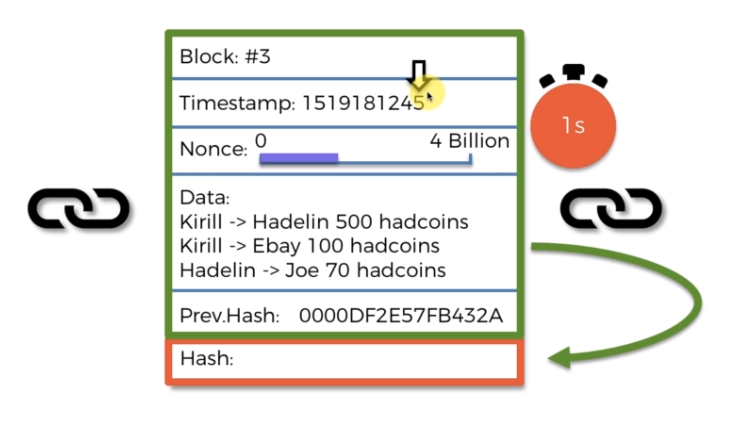 Block: #3
Timestamp: 1519181245
Nonce: 0 4 Billion
Data:
Kirill -> Hadelin 500 hadcoins
Kirill -> Ebay 100 hadcoins
Hadelin -> Joe 70 hadcoins
Prev.Hash: 0000DF2E57FB432A
Hash:
1s